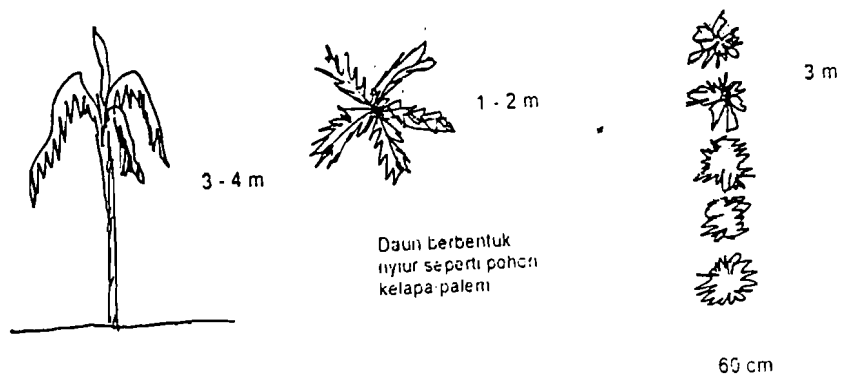 3 m
1 - 2 m
3 - 4 m
Daun berbentuk
nyiur seperti pohon
kelapa-palem
60 cm